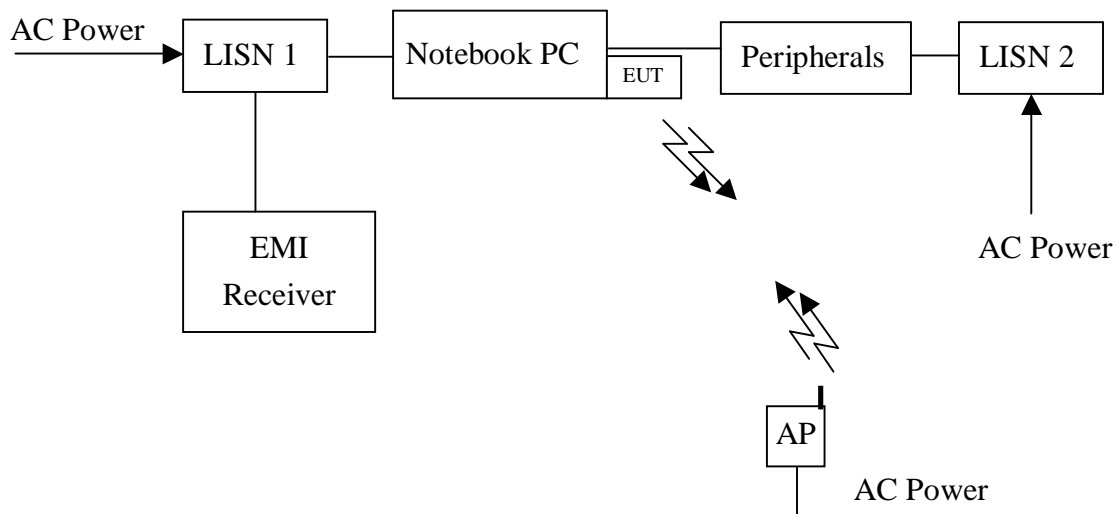 AC Power
LISN 1
Notebook PC
EUT
Peripherals
LISN 2
EMI
Receiver
AC Power
AP
AC Power